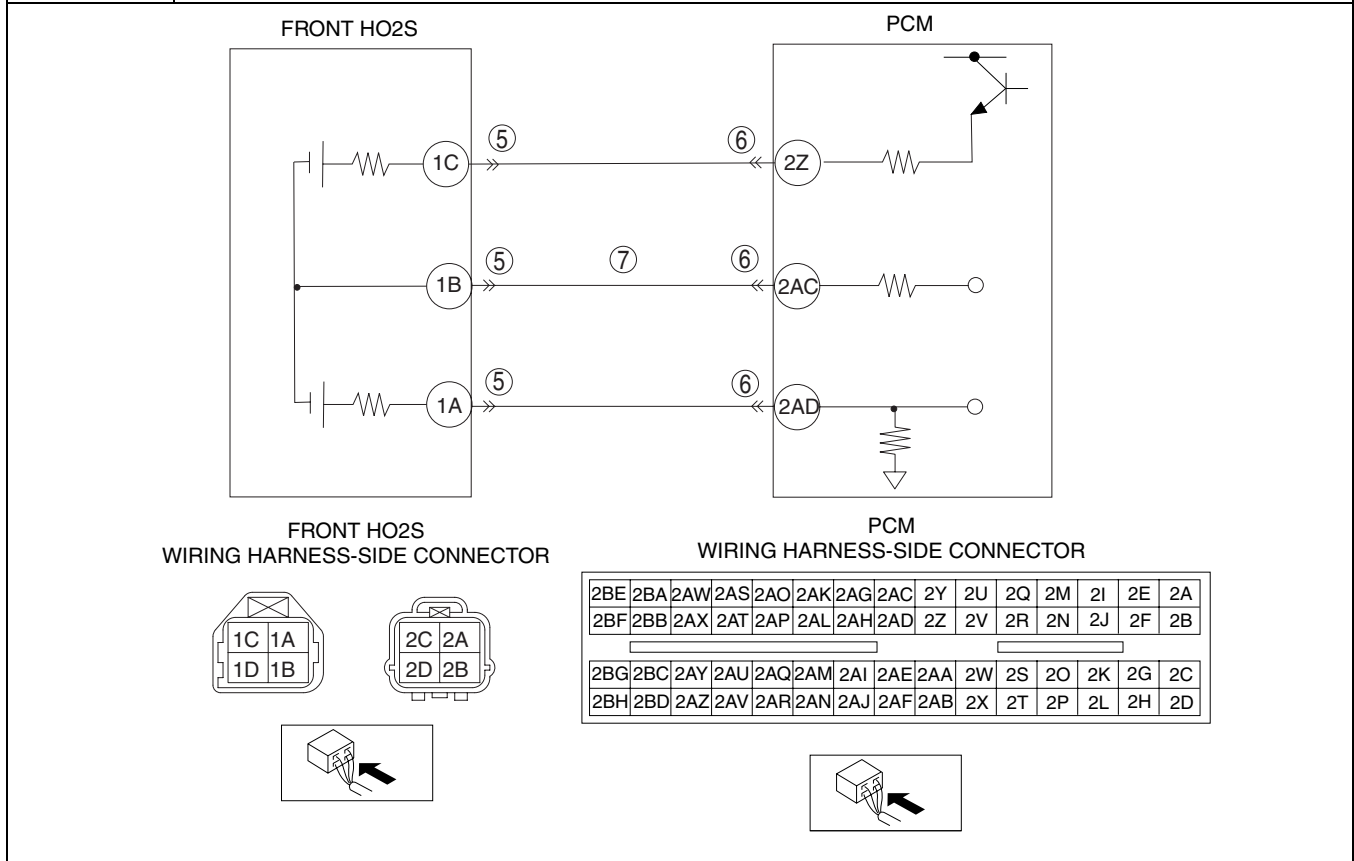 FRONT HO2S
PCM
1C
5
6
2Z
1B
5
7
6
2AC
1A
5
6
2AD
FRONT HO2S
WIRING HARNESS-SIDE CONNECTOR
PCM
WIRING HARNESS-SIDE CONNECTOR
1C 1A
1D 1B
2C 2A
2D 2B
2BE 2BA 2AW 2AS 2AO 2AK 2AG 2AC 2Y 2U 2Q 2M 2I 2E 2A
2BF 2BB 2AX 2AT 2AP 2AL 2AH 2AD 2Z 2V 2R 2N 2J 2F 2B
2BG 2BC 2AY 2AU 2AQ 2AM 2AI 2AE 2AA 2W 2S 2O 2K 2G 2C
2BH 2BD 2AZ 2AV 2AR 2AN 2AJ 2AF 2AB 2X 2T 2P 2L 2H 2D